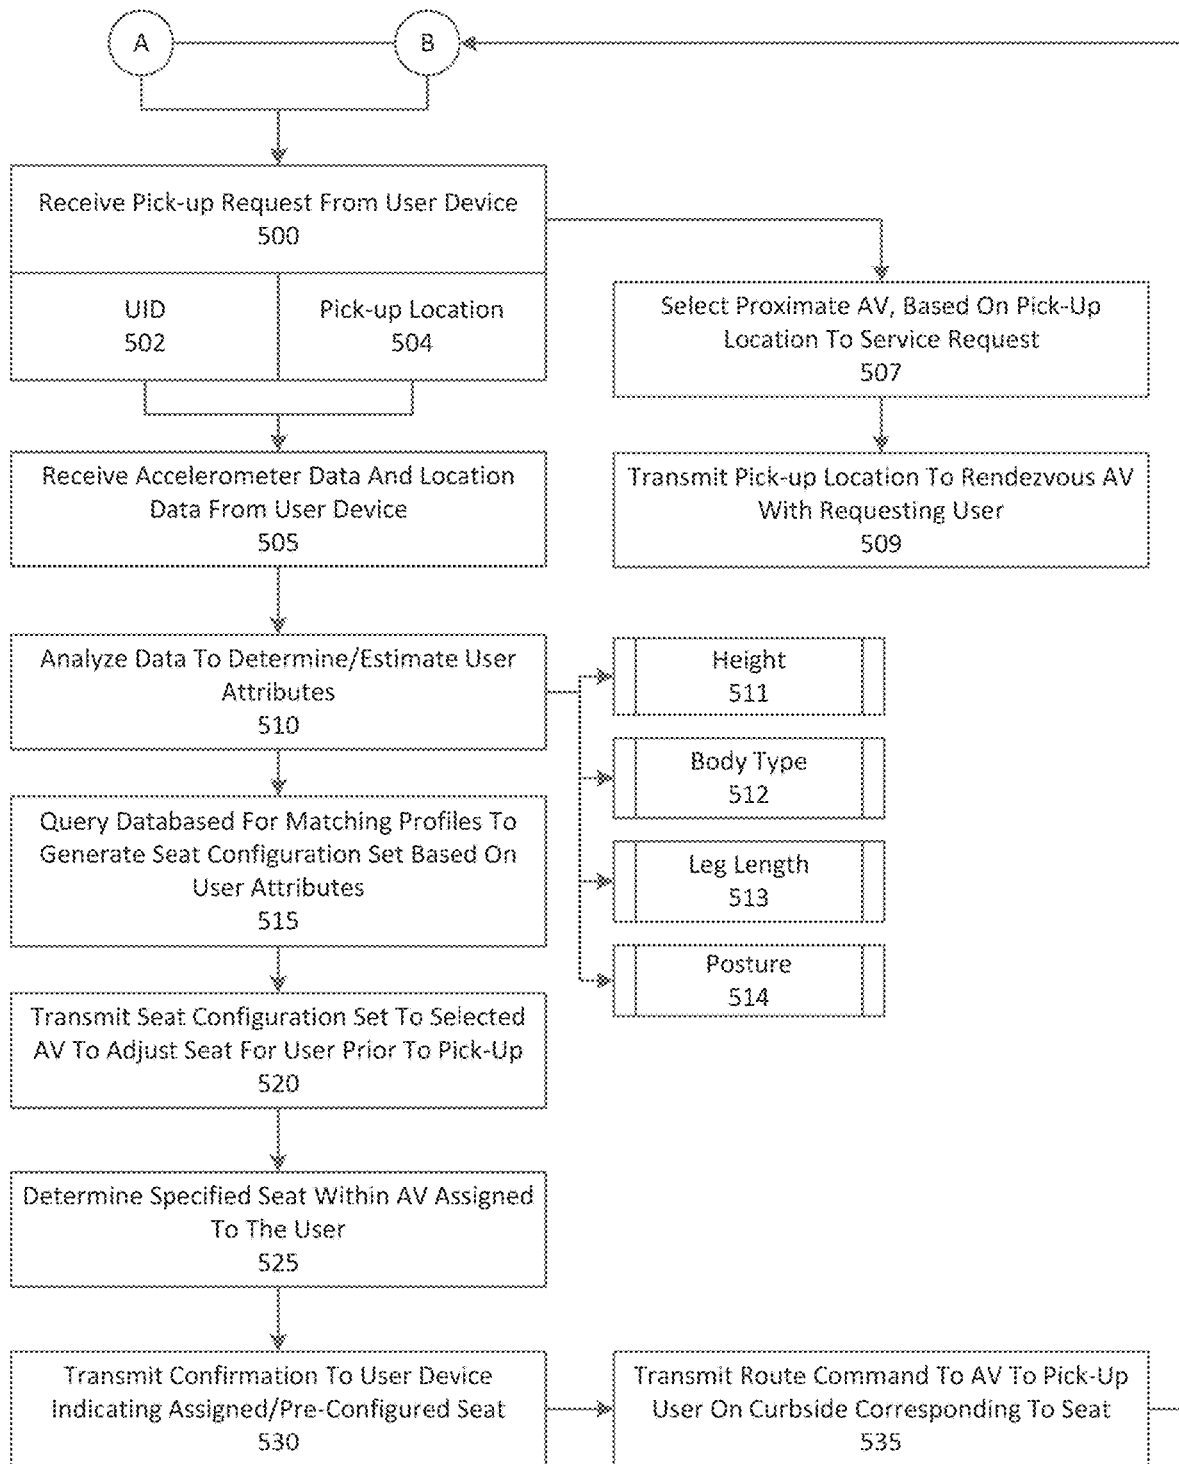 A
B
Receive Pick-up Request From User Device
500
UID
502
Pick-up Location
504
Select Proximate AV, Based On Pick-Up
Location To Service Request
507
Receive Accelerometer Data And Location
Data From User Device
505
Transmit Pick-up Location To Rendezvous AV
With Requesting User
509
Analyze Data To Determine/Estimate User
Attributes
510
Height
511
Body Type
512
Leg Length
513
Posture
514
Query Databased For Matching Profiles To
Generate Seat Configuration Set Based On
User Attributes
515
Transmit Seat Configuration Set To Selected
AV To Adjust Seat For User Prior To Pick-Up
520
Determine Specified Seat Within AV Assigned
To The User
525
Transmit Confirmation To User Device
Indicating Assigned/Pre-Configured Seat
530
Transmit Route Command To AV To Pick-Up
User On Curbside Corresponding To Seat
535